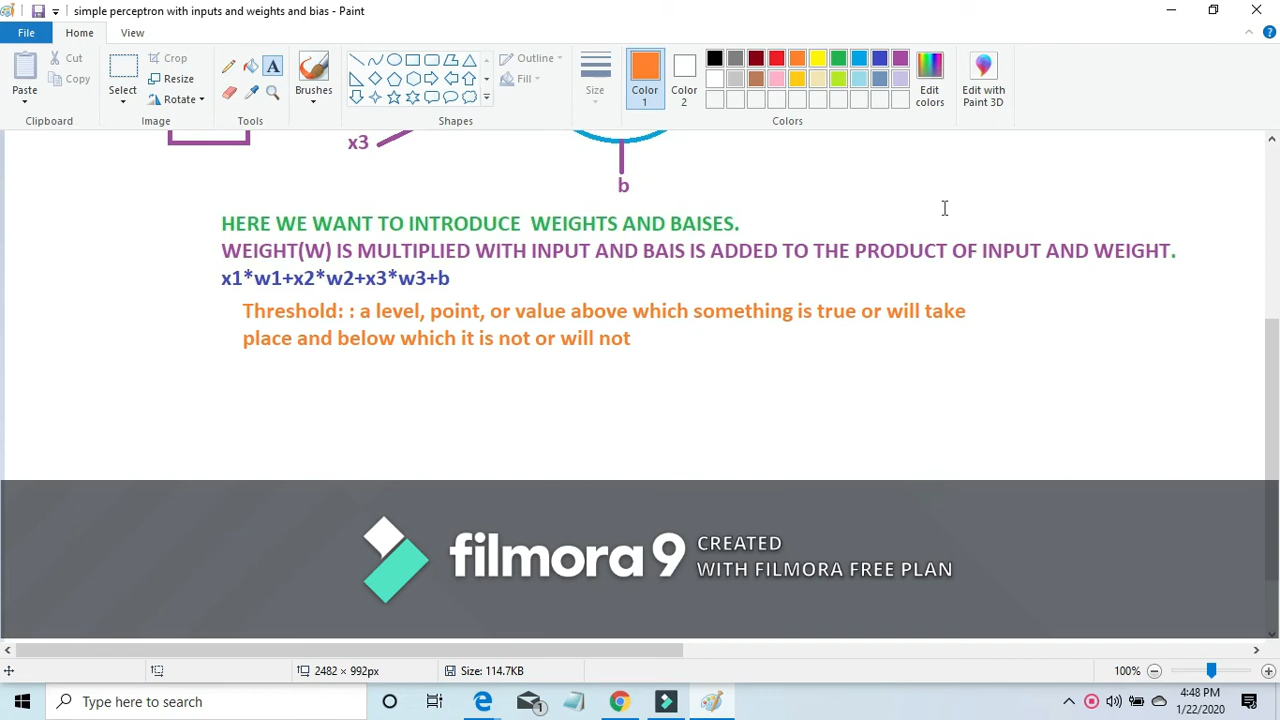 simple perceptron with inputs and weights and bias - Paint
File
Home
View
Paste
Cut
Copy
Clipboard
Select
Crop
Resize
Rotate
Image
A
Tools
Brushes
Outline
Fill
Shapes
Size
Color 1
Color 2
Edit colors
Edit with Paint 3D
Colors
x3
b
HERE WE WANT TO INTRODUCE WEIGHTS AND BAISES.
WEIGHT(W) IS MULTIPLIED WITH INPUT AND BAIS IS ADDED TO THE PRODUCT OF INPUT AND WEIGHT.
x1*w1+x2*w2+x3*w3+b
Threshold: : a level, point, or value above which something is true or will take
place and below which it is not or will not
filmora 9
CREATED
WITH FILMORA FREE PLAN
2482 × 992px
Size: 114.7KB
100%
Type here to search
1
4:48 PM
1/22/2020